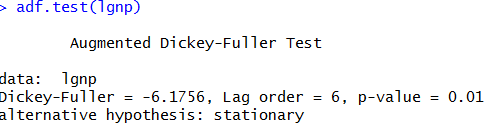 > adf.test(lgnp)
Augmented Dickey-Fuller Test
data:  lgnp
Dickey-Fuller = -6.1756, Lag order = 6, p-value = 0.01
alternative hypothesis: stationary